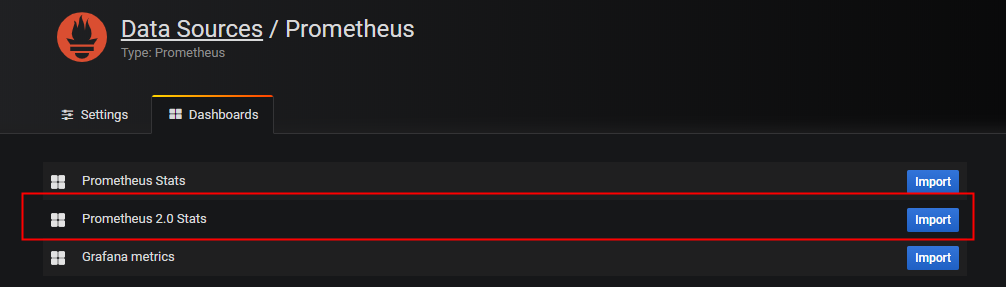 Data Sources / Prometheus
Type: Prometheus
Settings Dashboards
Prometheus Stats Import
Prometheus 2.0 Stats Import
Grafana metrics Import